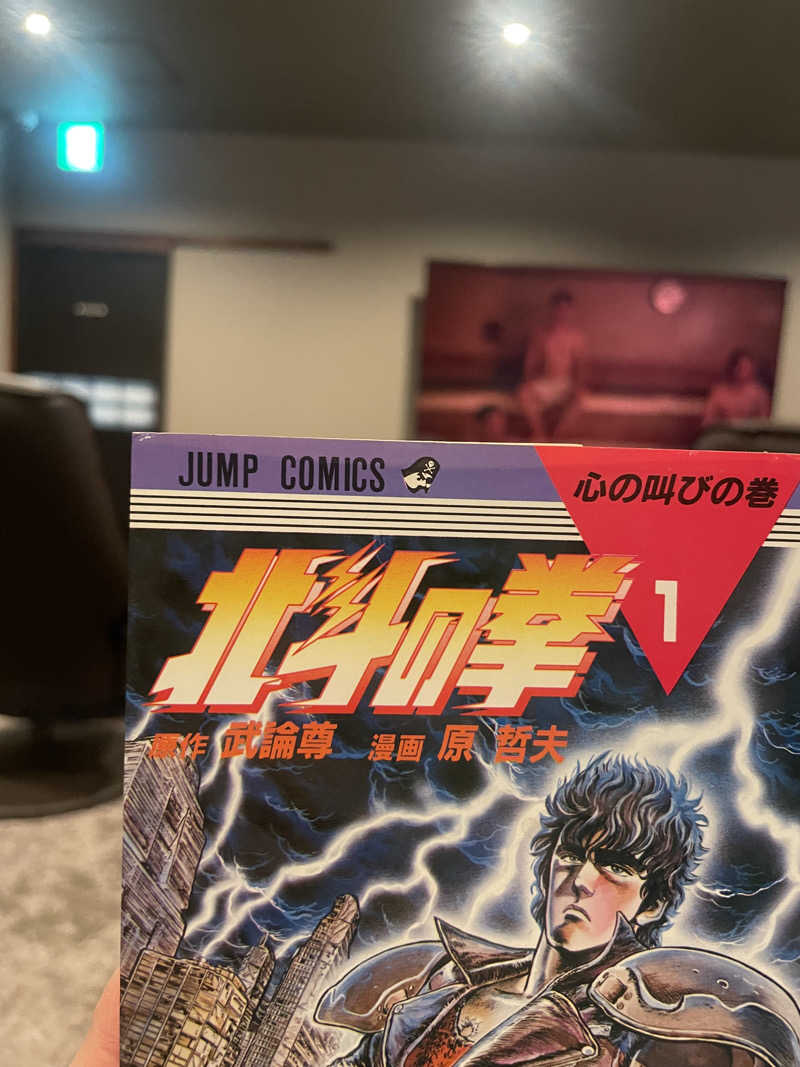 JUMP COMICS
心の叫びの巻
1
北斗の拳
原作 武論尊 漫画 原 哲夫